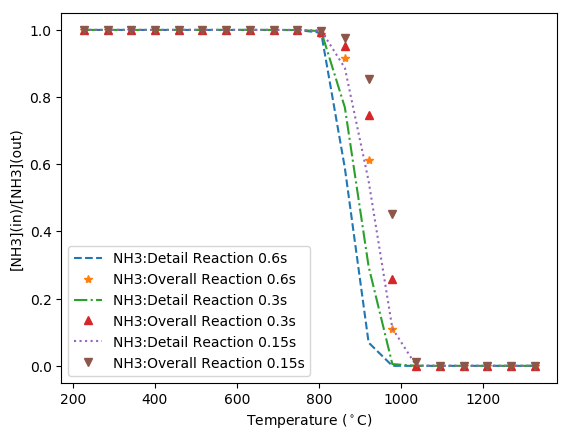 1.0
0.8
0.6
0.4
0.2
0.0
[NH3](in)/[NH3](out)
NH3:Detail Reaction 0.6s
NH3:Overall Reaction 0.6s
NH3:Detail Reaction 0.3s
NH3:Overall Reaction 0.3s
NH3:Detail Reaction 0.15s
NH3:Overall Reaction 0.15s
200 400 600 800 1000 1200
Temperature (°C)